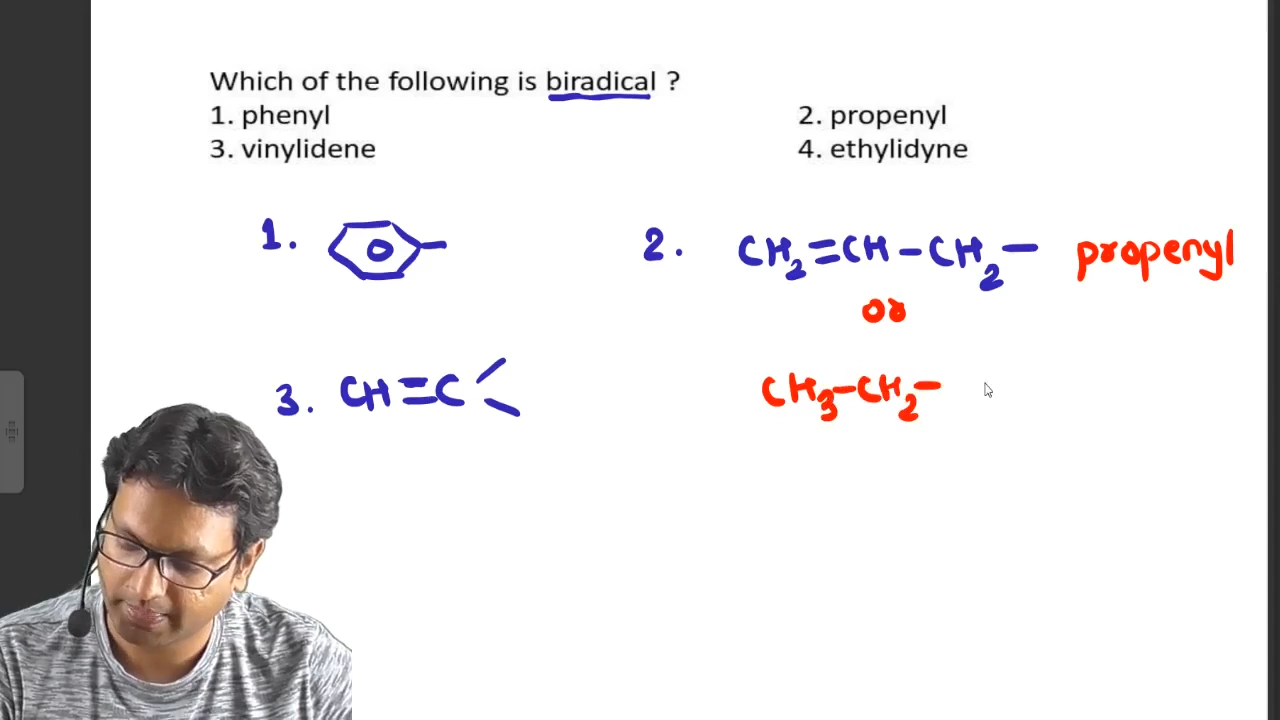 Which of the following is biradical ?
1. phenyl 2. propenyl
3. vinylidene 4. ethylidyne
1. 2. CH₂=CH-CH₂- propenyl
or
3. CH=C CH₃-CH₂-